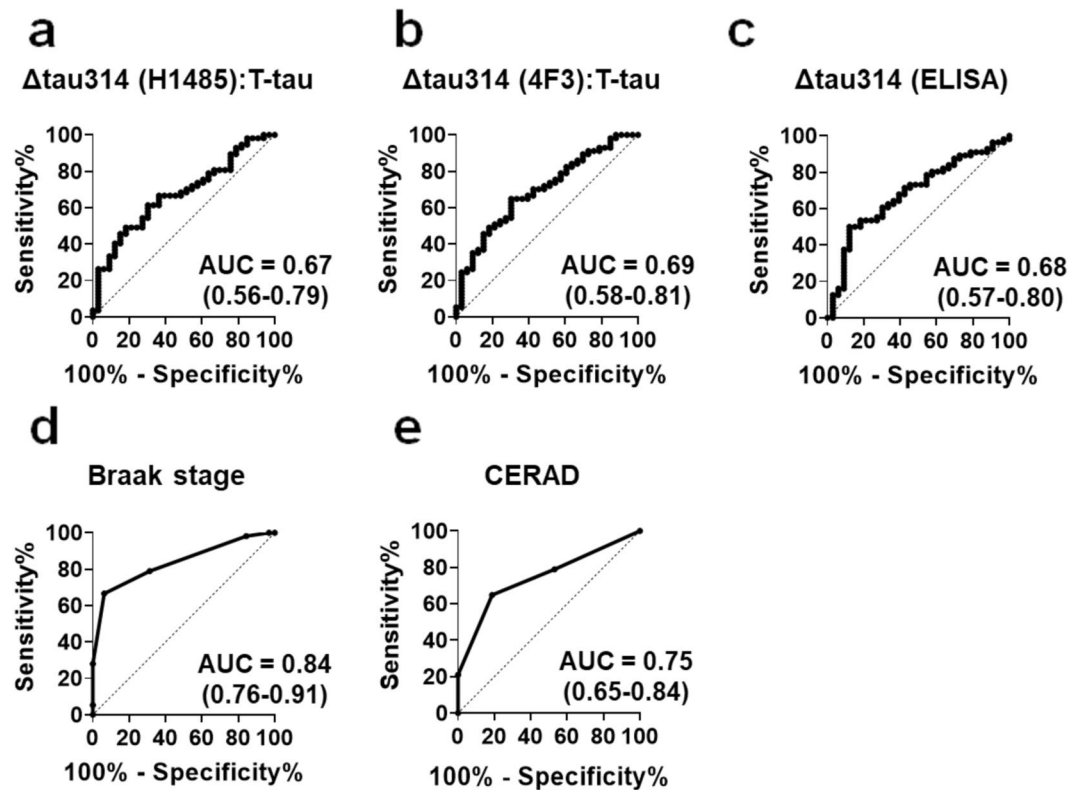 a
Δtau314 (H1485):T-tau
Sensitivity%
100
80
60
40
20
0
AUC = 0.67
(0.56-0.79)
0 20 40 60 80 100
100% - Specificity%
b
Δtau314 (4F3):T-tau
Sensitivity%
100
80
60
40
20
0
AUC = 0.69
(0.58-0.81)
0 20 40 60 80 100
100% - Specificity%
c
Δtau314 (ELISA)
Sensitivity%
100
80
60
40
20
0
AUC = 0.68
(0.57-0.80)
0 20 40 60 80 100
100% - Specificity%
d
Braak stage
Sensitivity%
100
80
60
40
20
0
AUC = 0.84
(0.76-0.91)
0 20 40 60 80 100
100% - Specificity%
e
CERAD
Sensitivity%
100
80
60
40
20
0
AUC = 0.75
(0.65-0.84)
0 20 40 60 80 100
100% - Specificity%